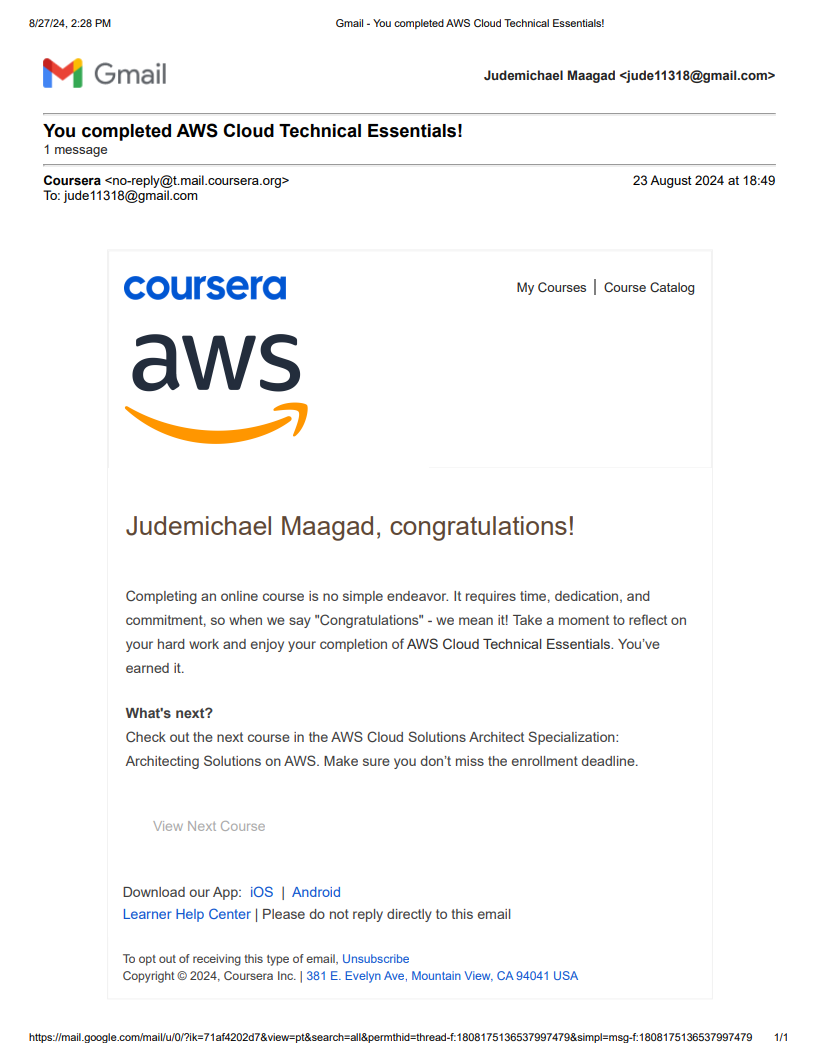 8/27/24, 2:28 PM Gmail - You completed AWS Cloud Technical Essentials!
Gmail Judemichael Maagad <jude11318@gmail.com>
You completed AWS Cloud Technical Essentials!
1 message
Coursera <no-reply@t.mail.coursera.org> 23 August 2024 at 18:49
To: jude11318@gmail.com
coursera My Courses | Course Catalog
aws
Judemichael Maagad, congratulations!
Completing an online course is no simple endeavor. It requires time, dedication, and
commitment, so when we say "Congratulations" - we mean it! Take a moment to reflect on
your hard work and enjoy your completion of AWS Cloud Technical Essentials. You’ve
earned it.
What's next?
Check out the next course in the AWS Cloud Solutions Architect Specialization:
Architecting Solutions on AWS. Make sure you don’t miss the enrollment deadline.
View Next Course
Download our App: iOS | Android
Learner Help Center | Please do not reply directly to this email
To opt out of receiving this type of email, Unsubscribe
Copyright © 2024, Coursera Inc. | 381 E. Evelyn Ave, Mountain View, CA 94041 USA
https://mail.google.com/mail/u/0/?ik=71af4202d7&view=pt&search=all&permthid=thread-f:1808175136537997479&simpl=msg-f:1808175136537997479 1/1